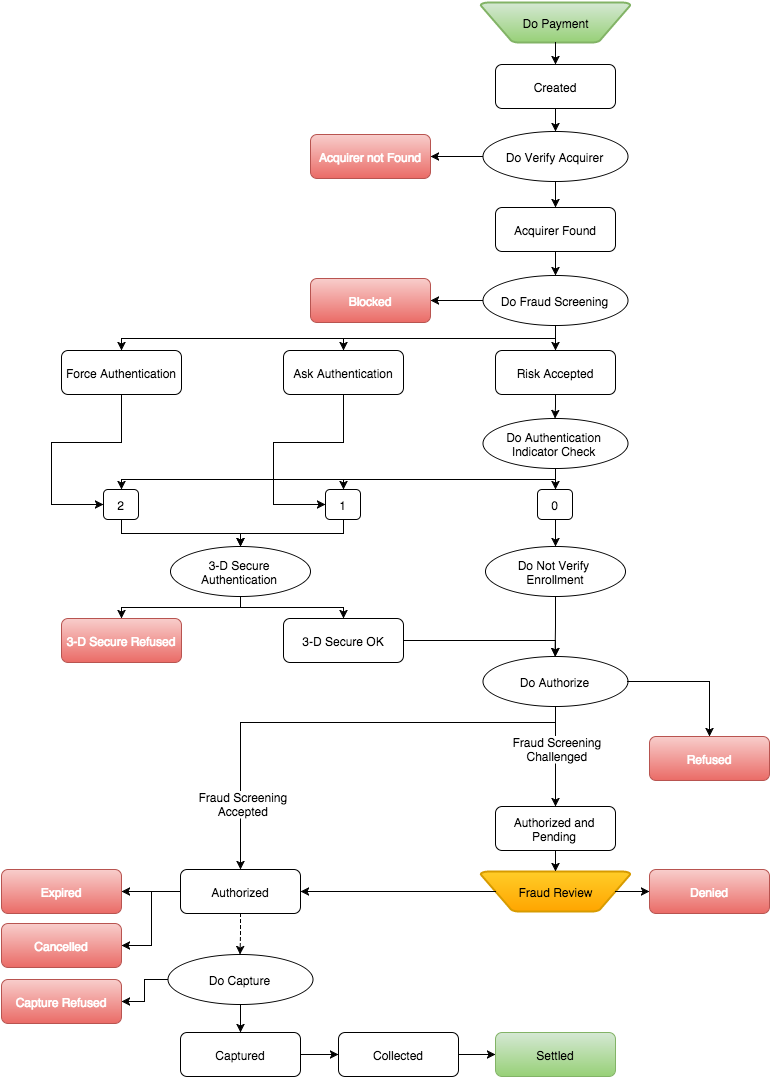 Do Payment
Created
Acquirer not Found
Do Verify Acquirer
Acquirer Found
Blocked
Do Fraud Screening
Force Authentication
Ask Authentication
Risk Accepted
Do Authentication
Indicator Check
2
1
0
3-D Secure
Authentication
Do Not Verify
Enrollment
3-D Secure Refused
3-D Secure OK
Do Authorize
Fraud Screening
Challenged
Refused
Fraud Screening
Accepted
Authorized and
Pending
Expired
Authorized
Fraud Review
Denied
Cancelled
Do Capture
Capture Refused
Captured
Collected
Settled